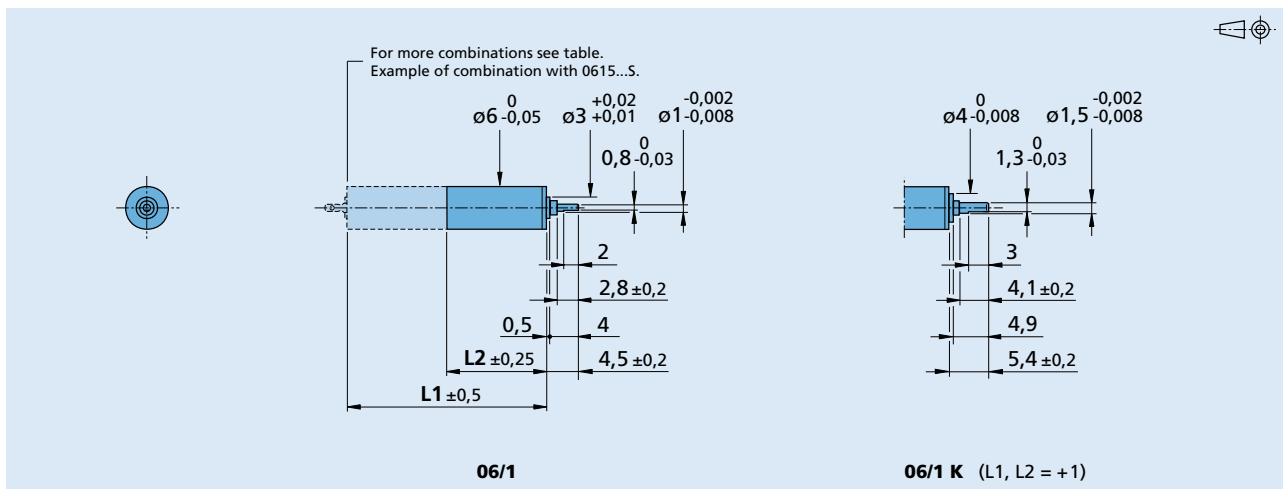 For more combinations see table.
Example of combination with 0615...S.
ø6 0 -0,05
ø3 +0,02 +0,01
ø1 -0,002 -0,008
0,8 0 -0,03
2
2,8 ±0,2
0,5
4
L2 ±0,25
4,5 ±0,2
L1 ±0,5
06/1
ø4 0 -0,008
ø1,5 -0,002 -0,008
1,3 0 -0,03
3
4,1 ±0,2
4,9
5,4 ±0,2
06/1 K (L1, L2 = +1)